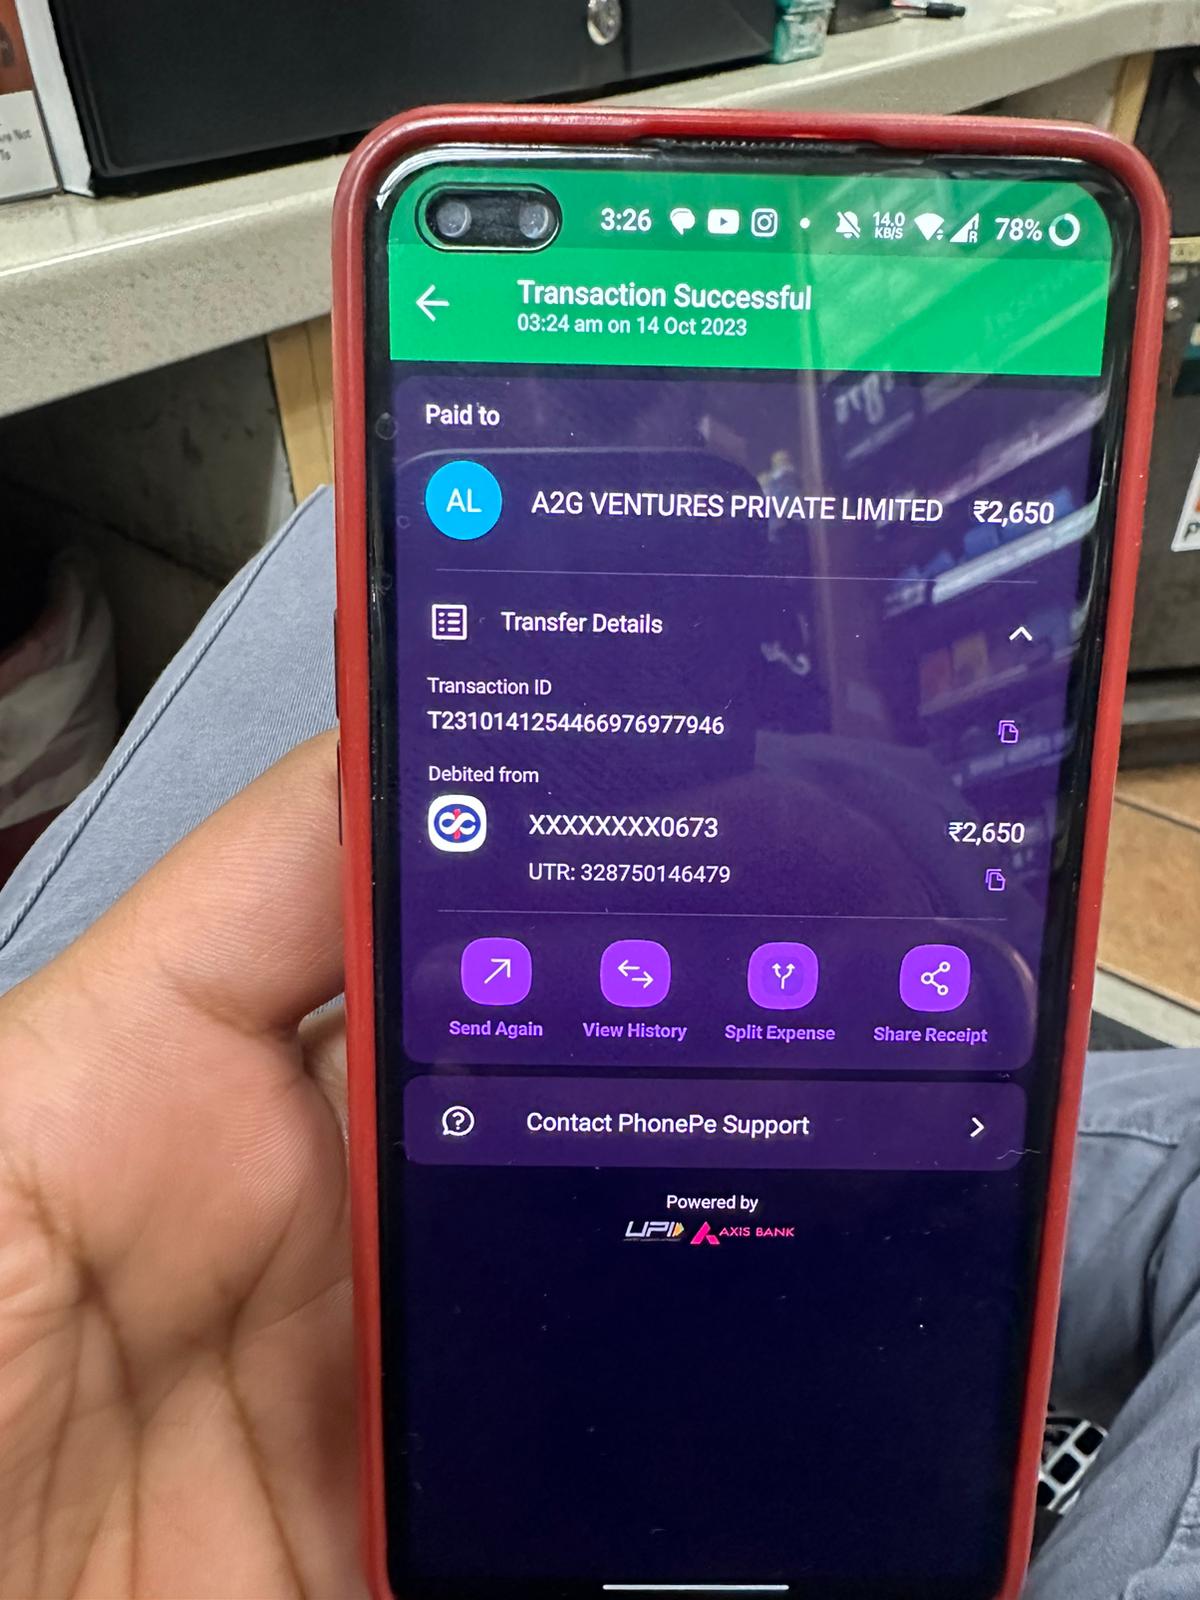 3:26 14.0 KB/S R 78%
Transaction Successful
03:24 am on 14 Oct 2023
Paid to
AL A2G VENTURES PRIVATE LIMITED ₹2,650
Transfer Details
Transaction ID
T2310141254466976977946
Debited from
XXXXXXXX0673 ₹2,650
UTR: 328750146479
Send Again View History Split Expense Share Receipt
Contact PhonePe Support
Powered by
UPI AXIS BANK